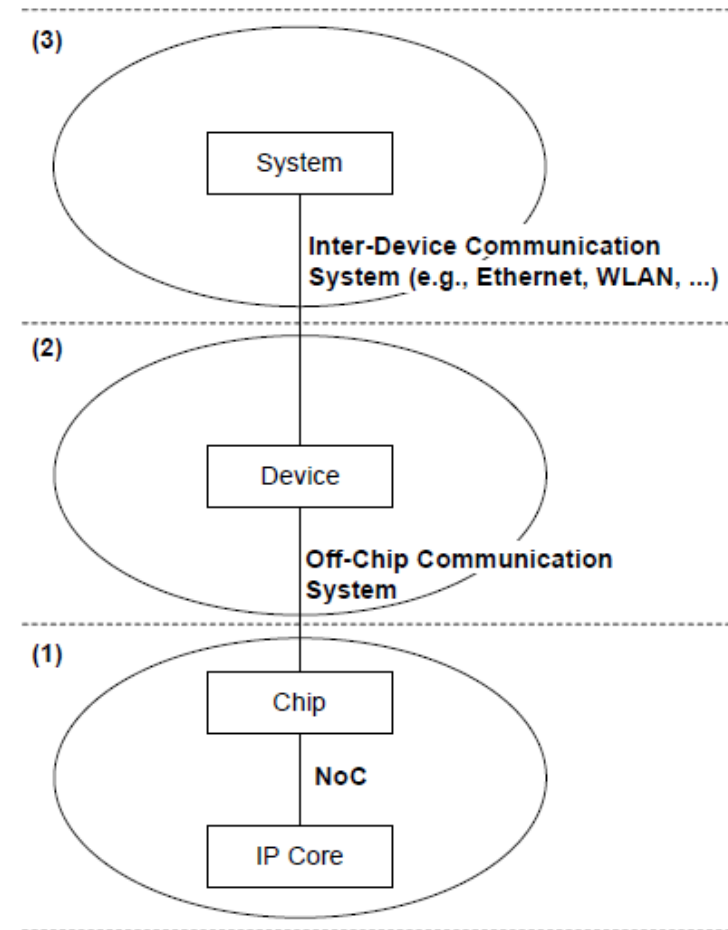 (3)
System
Inter-Device Communication
System (e.g., Ethernet, WLAN, ...)
(2)
Device
Off-Chip Communication
System
(1)
Chip
NoC
IP Core